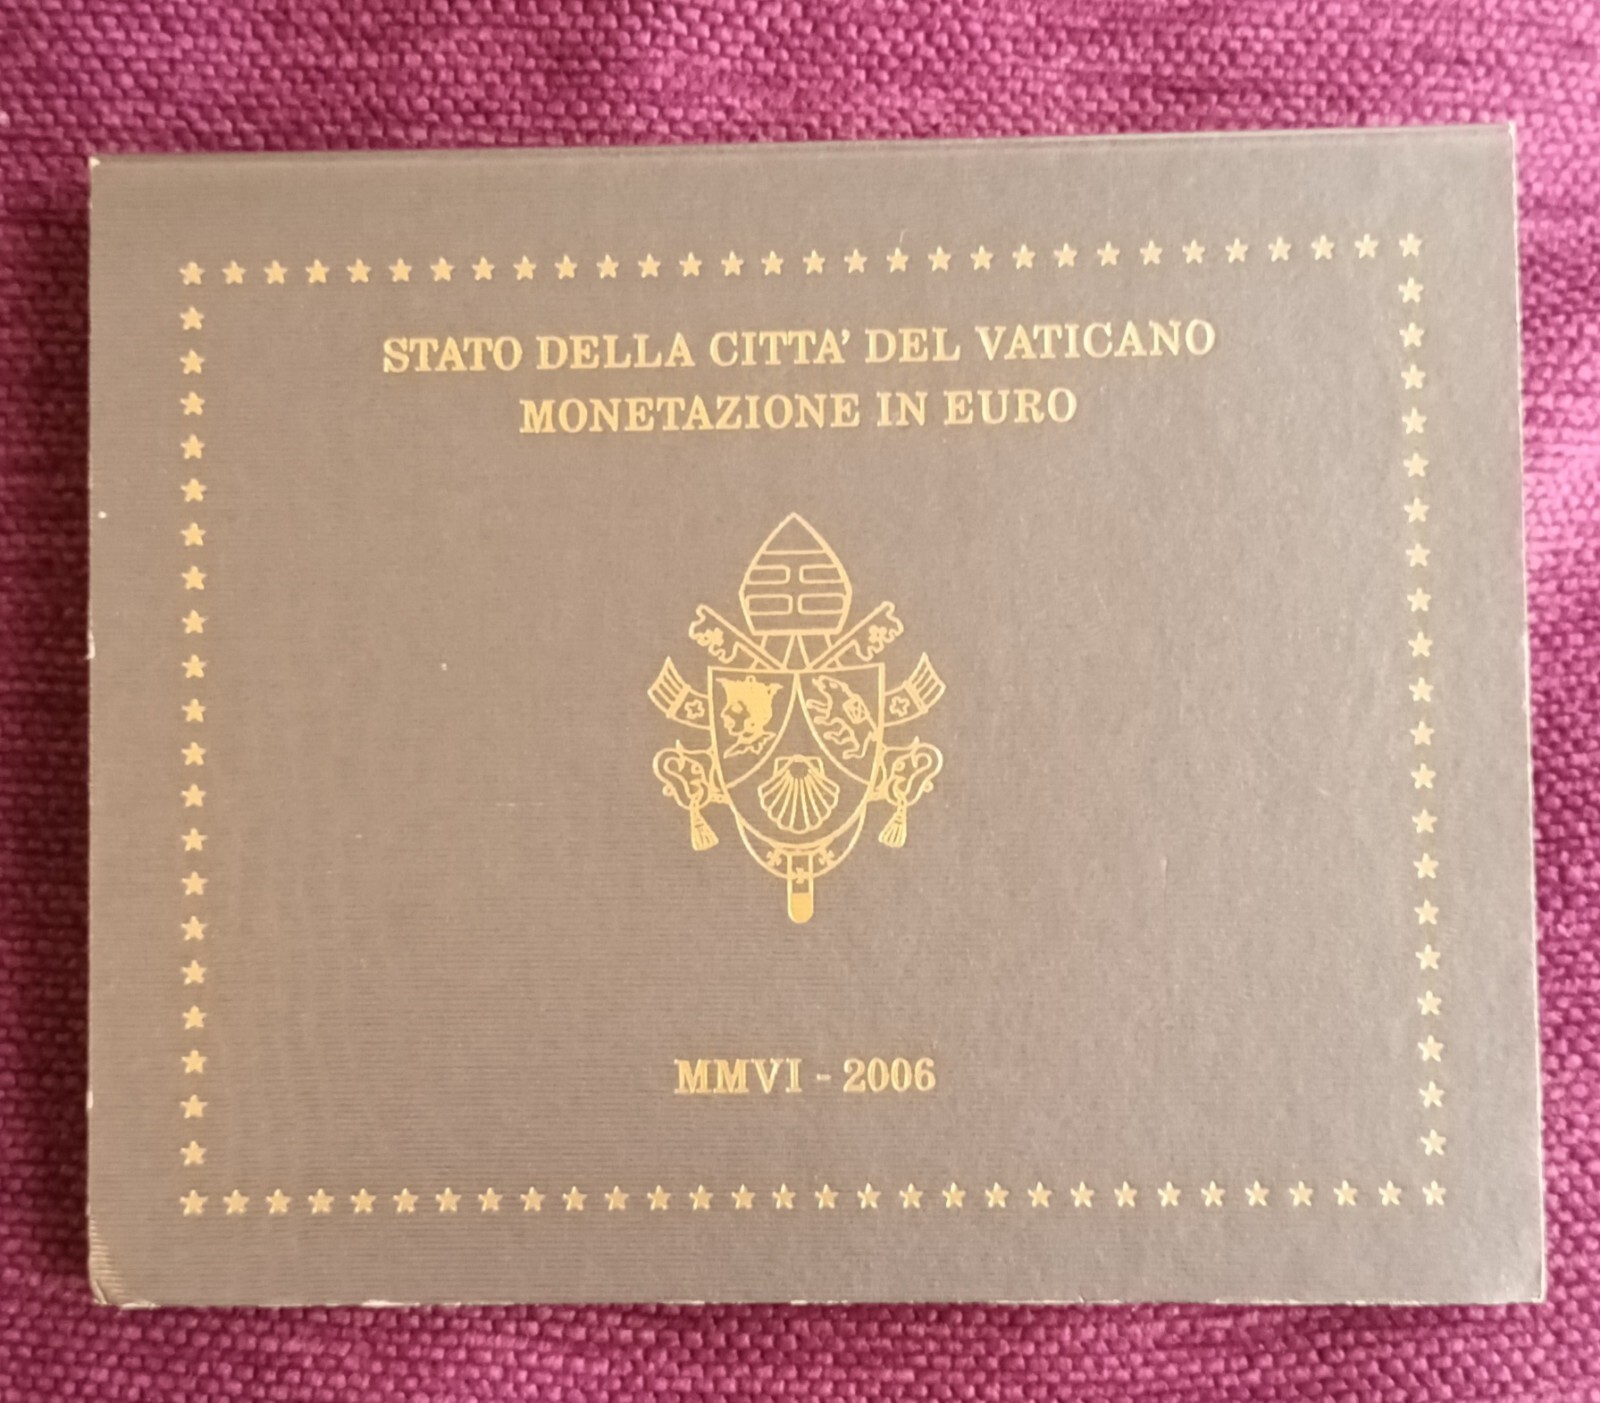 STATO DELLA CITTA' DEL VATICANO
MONETAZIONE IN EURO
MMVI - 2006